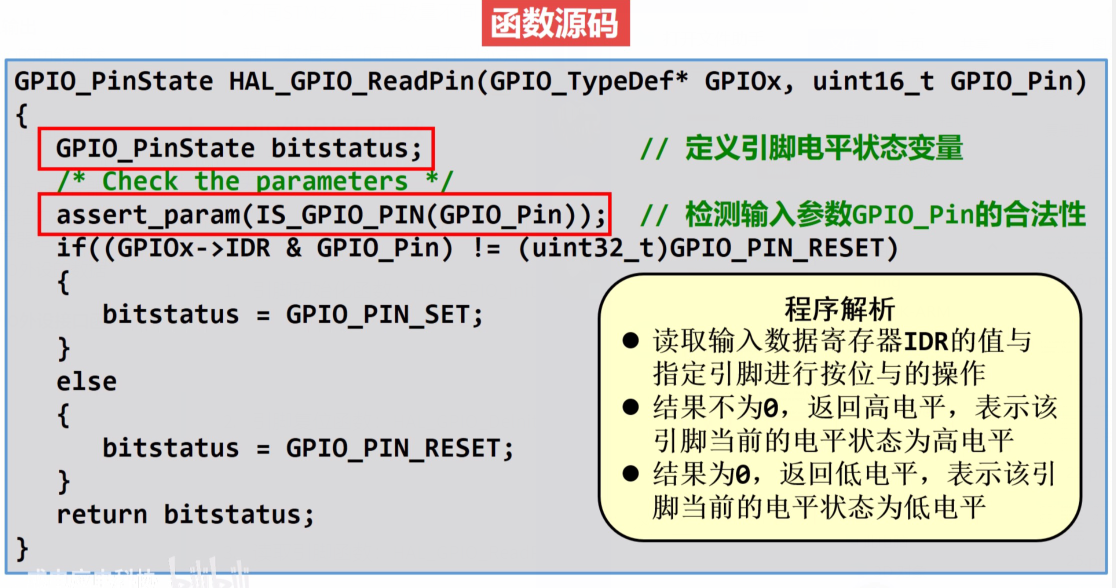 函数源码
GPIO_PinState HAL_GPIO_ReadPin(GPIO_TypeDef* GPIOx, uint16_t GPIO_Pin)
{
GPIO_PinState bitstatus; // 定义引脚电平状态变量
/* Check the parameters */
assert_param(IS_GPIO_PIN(GPIO_Pin)); // 检测输入参数GPIO_Pin的合法性
if((GPIOx->IDR & GPIO_Pin) != (uint32_t)GPIO_PIN_RESET)
{
bitstatus = GPIO_PIN_SET;
}
else
{
bitstatus = GPIO_PIN_RESET;
}
return bitstatus;
}
程序解析
● 读取输入数据寄存器IDR的值与
指定引脚进行按位与的操作
● 结果不为0，返回高电平，表示该
引脚当前的电平状态为高电平
● 结果为0，返回低电平，表示该引
脚当前的电平状态为低电平
bilibili